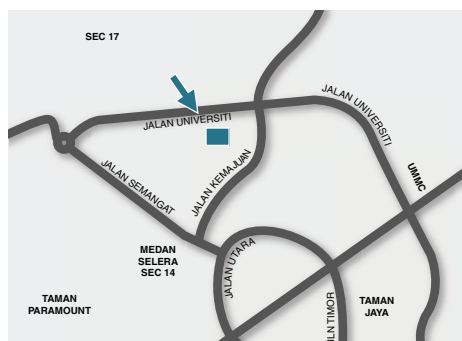 SEC 17
JALAN UNIVERSITI
JALAN UNIVERSITI
JALAN KEMAJUAN
JALAN SEMANGAT
UMMC
MEDAN
SELERA
SEC 14
JALAN UTARA
TAMAN
PARAMOUNT
JLN TIMOR
TAMAN
JAYA